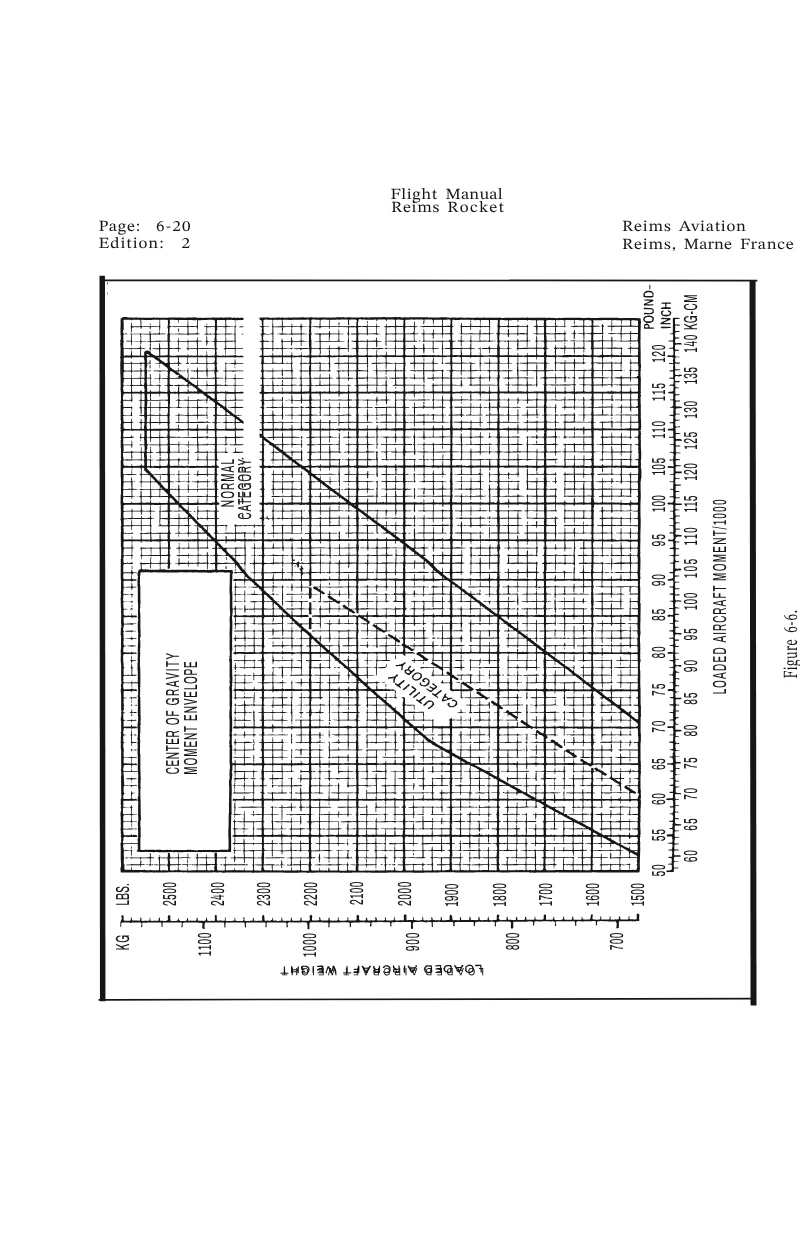 Flight Manual
Reims Rocket
Page: 6-20
Edition: 2
Reims Aviation
Reims, Marne France
CENTER OF GRAVITY
MOMENT ENVELOPE
NORMAL
CATEGORY
UTILITY
CATEGORY
LOADED AIRCRAFT WEIGHT
KG
1100
1000
900
800
700
LBS.
2500
2400
2300
2200
2100
2000
1900
1800
1700
1600
1500
50 55 60 65 70 75 80 85 90 95 100 105 110 115 120
POUND-
INCH
60 65 70 75 80 85 90 95 100 105 110 115 120 125 130 135 140 KG-CM
LOADED AIRCRAFT MOMENT/1000
Figure 6-6.